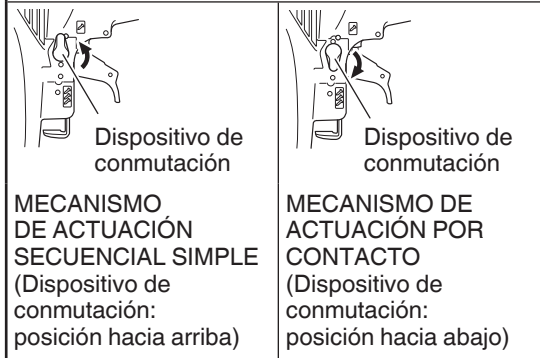 Dispositivo de
conmutación
MECANISMO
DE ACTUACIÓN
SECUENCIAL SIMPLE
(Dispositivo de
conmutación:
posición hacia arriba)
Dispositivo de
conmutación
MECANISMO DE
ACTUACIÓN POR
CONTACTO
(Dispositivo de
conmutación:
posición hacia abajo)